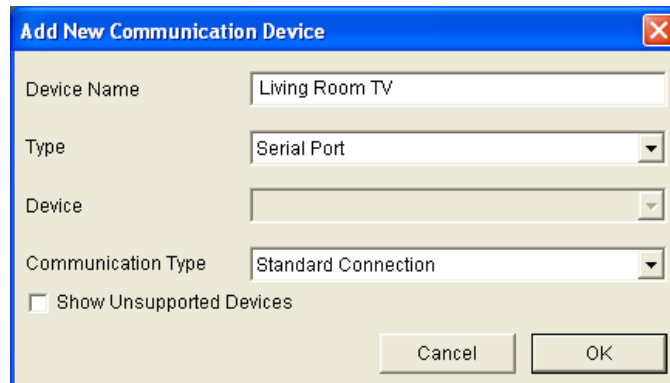 Add New Communication Device
Device Name Living Room TV
Type Serial Port
Device
Communication Type Standard Connection
Show Unsupported Devices
Cancel OK